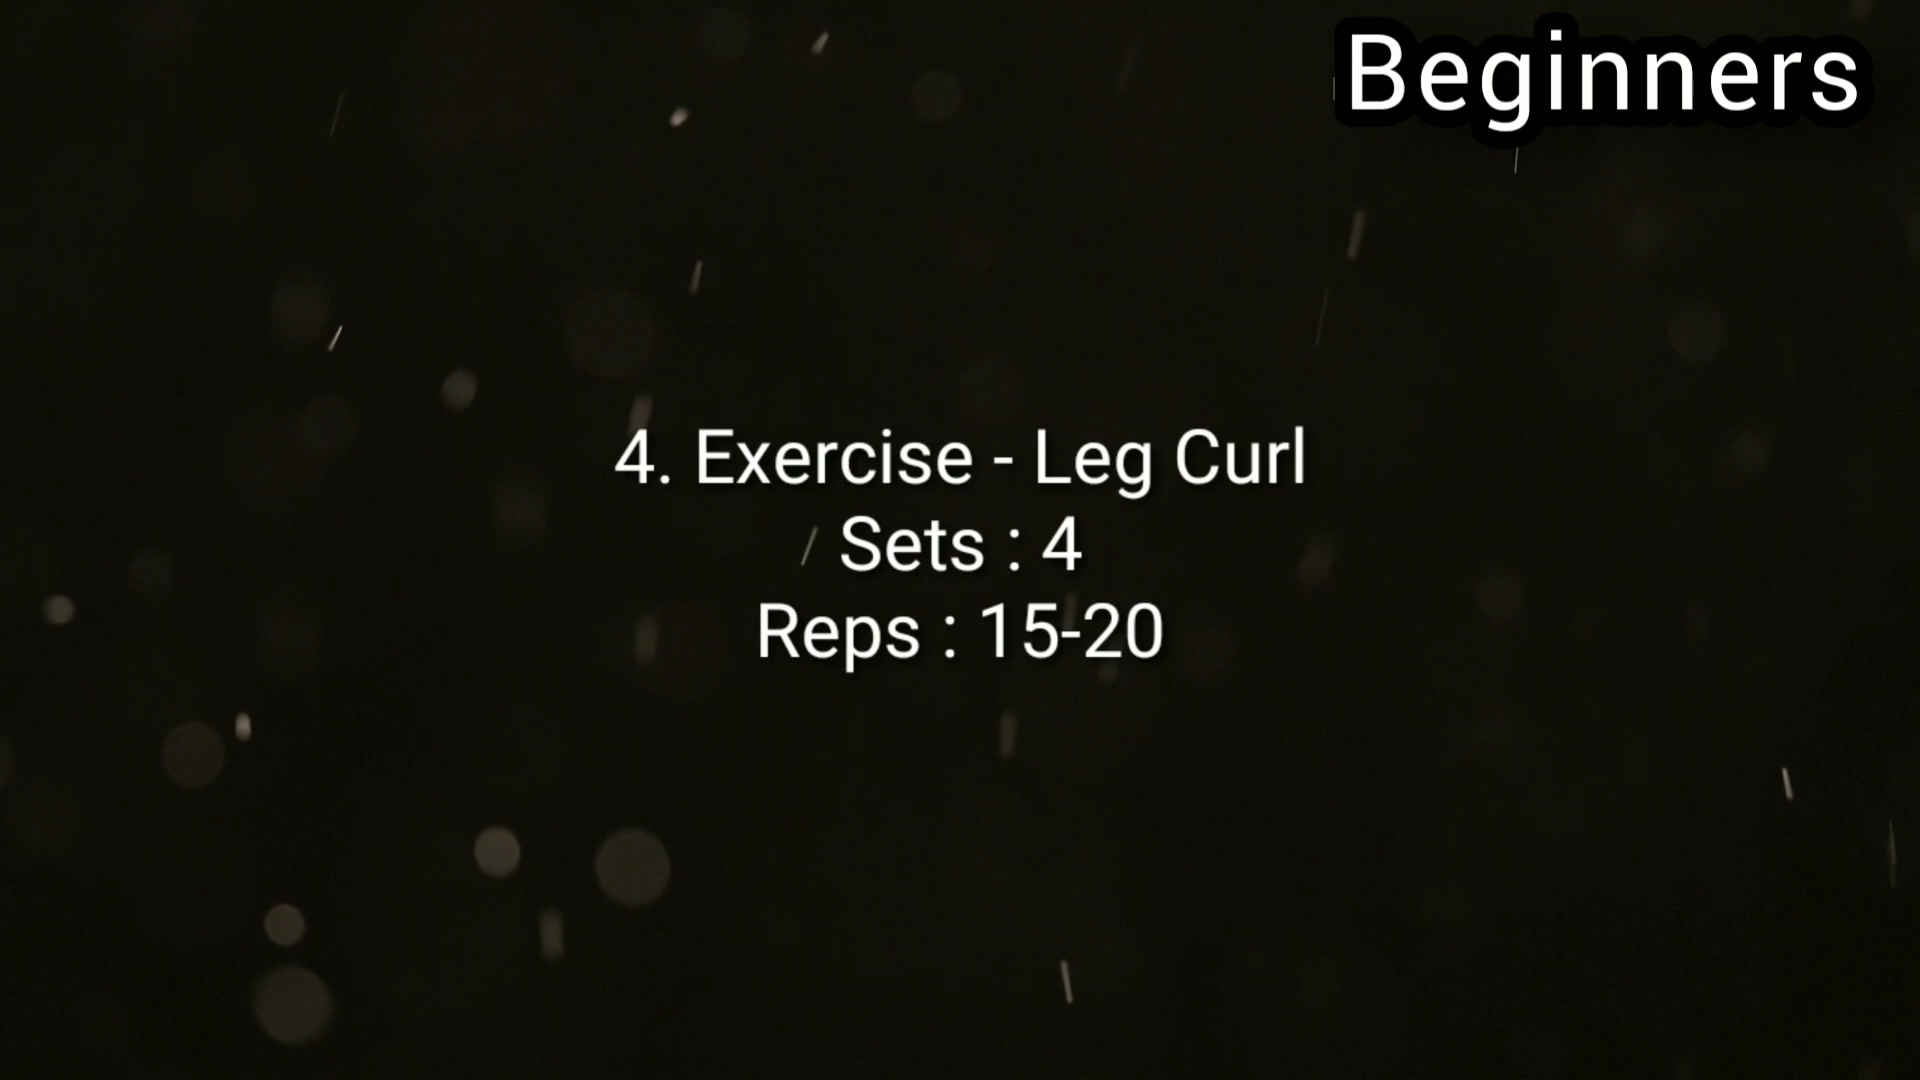 Beginners
4. Exercise - Leg Curl
Sets : 4
Reps : 15-20